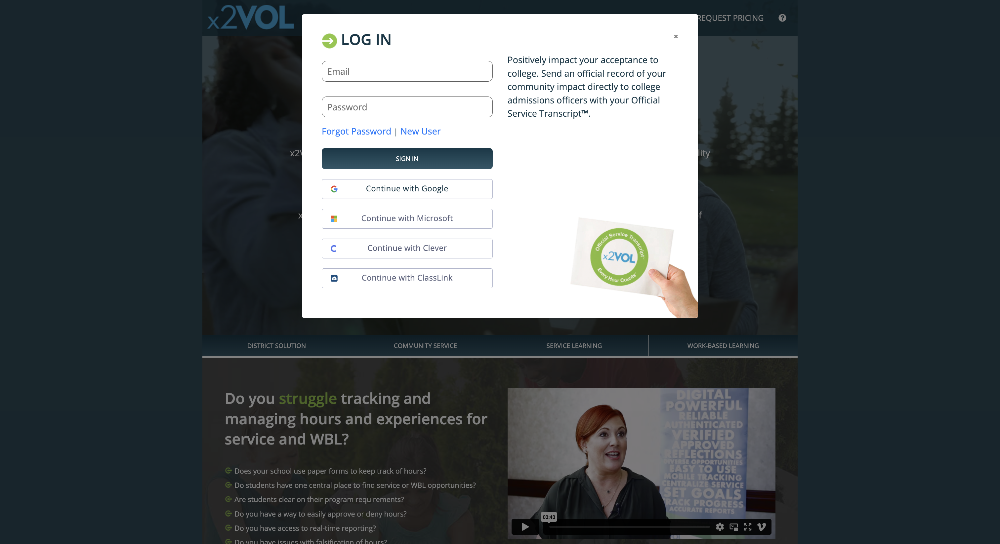 x2VOL
REQUEST PRICING
LOG IN
×
Email
Password
Forgot Password | New User
SIGN IN
Continue with Google
Continue with Microsoft
Continue with Clever
Continue with ClassLink
Positively impact your acceptance to
college. Send an official record of your
community impact directly to college
admissions officers with your Official
Service Transcript™.
Official Service Transcript
x2VOL
Every Hour Counts
DISTRICT SOLUTION
COMMUNITY SERVICE
SERVICE LEARNING
WORK-BASED LEARNING
Do you struggle tracking and
managing hours and experiences for
service and WBL?
Does your school use paper forms to keep track of hours?
Do students have one central place to find service or WBL opportunities?
Are students clear on their program requirements?
Do you have a way to easily approve or deny hours?
Do you have access to real-time reporting?
Do you have issues with falsification of hours?
DIGITAL
POWERFUL
RELIABLE
AUTHENTICATED
VERIFIED
APPROVED
REFLECTIONS
DIVERSE OPPORTUNITIES
EASY TO USE
MOBILE TRACKING
CENTRALIZE SERVICE
SET GOALS
TRACK PROGRESS
ACCURATE REPORTS
03:43